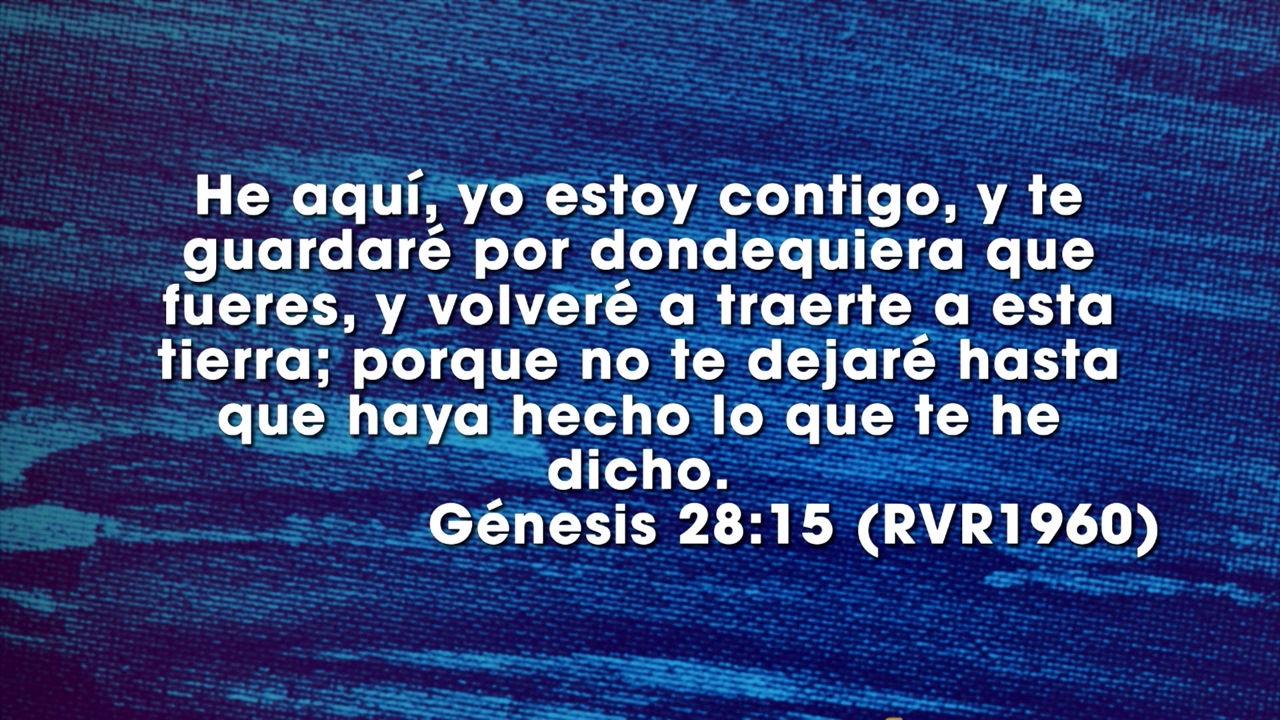 He aquí, yo estoy contigo, y te
guardaré por dondequiera que
fueres, y volveré a traerte a esta
tierra; porque no te dejaré hasta
que haya hecho lo que te he
dicho.
Génesis 28:15 (RVR1960)